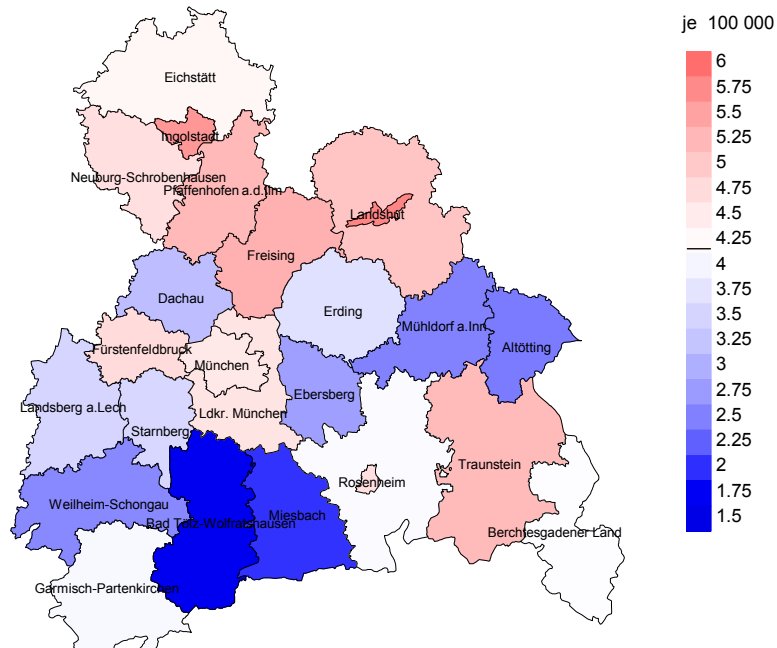 je 100 000
6
5.75
5.5
5.25
5
4.75
4.5
4.25
4
3.75
3.5
3.25
3
2.75
2.5
2.25
2
1.75
1.5
Eichstätt
Ingolstadt
Neuburg-Schrobenhausen
Pfaffenhofen a.d.Ilm
Landshut
Freising
Dachau
Erding
Mühldorf a.Inn
Altötting
Fürstenfeldbruck
München
Ebersberg
Landsberg a.Lech
Ldkr. München
Starnberg
Traunstein
Rosenheim
Weilheim-Schongau
Miesbach
Bad Tölz-Wolfratshausen
Berchtesgadener Land
Garmisch-Partenkirchen